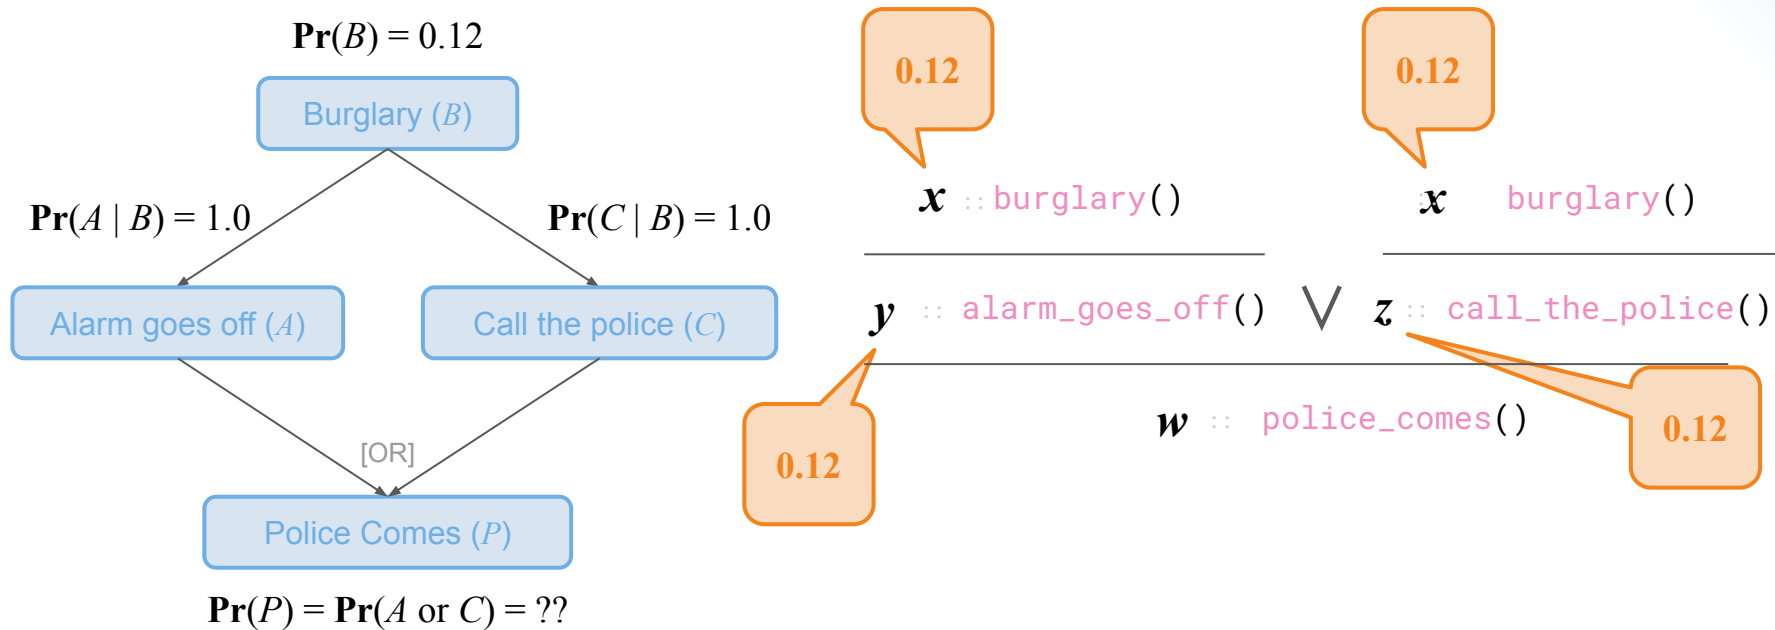 Pr(B) = 0.12
Burglary (B)
Pr(A | B) = 1.0
Pr(C | B) = 1.0
Alarm goes off (A)
Call the police (C)
[OR]
Police Comes (P)
Pr(P) = Pr(A or C) = ??
0.12
0.12
x :: burglary()
x :: burglary()
y :: alarm_goes_off() ∨ z :: call_the_police()
0.12
0.12
w :: police_comes()